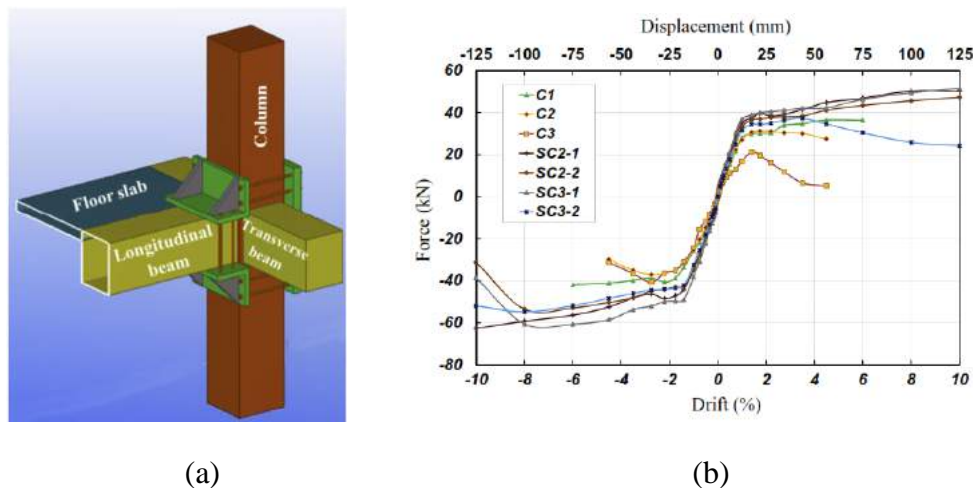 Column
Floor slab
Longitudinal
beam
Transverse
beam
(a)
Displacement (mm)
-125 -100 -75 -50 -25 0 25 50 75 100 125
60
40
20
0
-20
-40
-60
-80
Force (kN)
C1
C2
C3
SC2-1
SC2-2
SC3-1
SC3-2
-10 -8 -6 -4 -2 0 2 4 6 8 10
Drift (%)
(b)